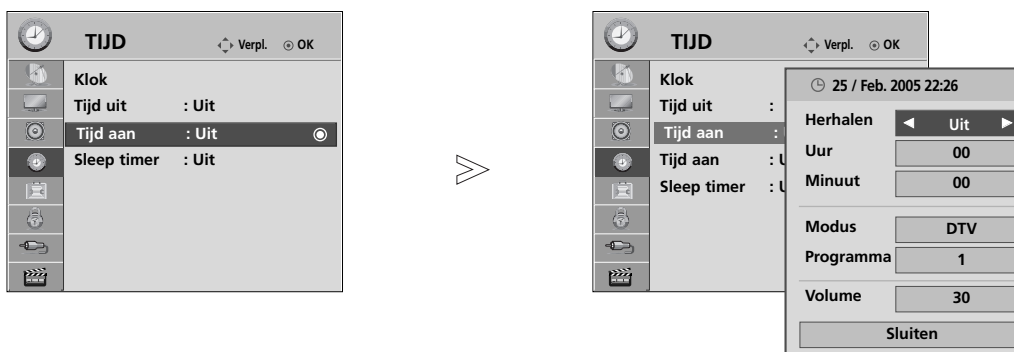 TIJD Verpl. OK
Klok
Tijd uit : Uit
Tijd aan : Uit
Sleep timer : Uit
TIJD Verpl. OK
Klok
Tijd uit :
Tijd aan :
Tijd aan : U
Sleep timer : U
25 / Feb. 2005 22:26
Herhalen Uit
Uur 00
Minuut 00
Modus DTV
Programma 1
Volume 30
Sluiten